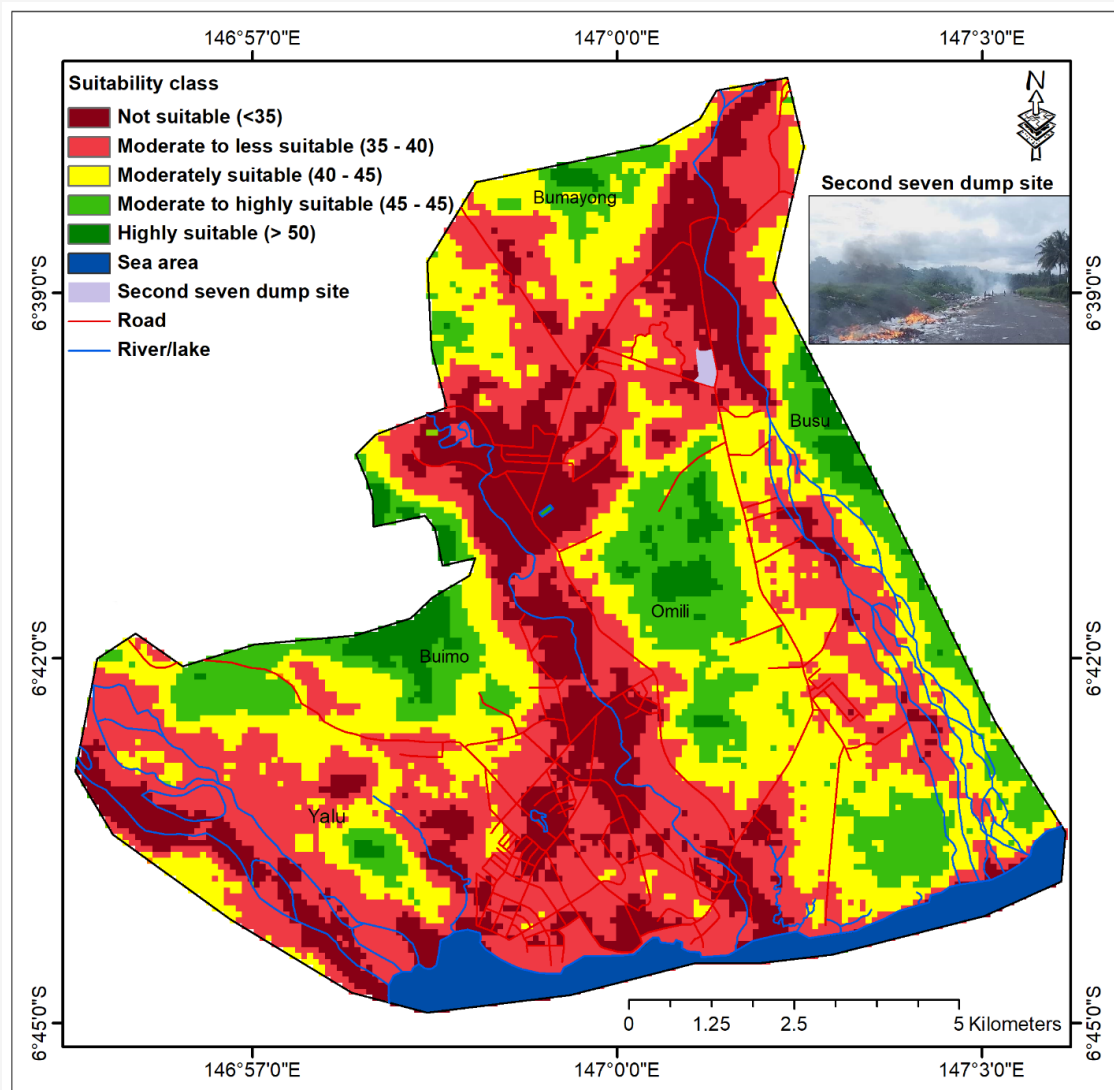 146°57'0"E
147°0'0"E
147°3'0"E
Suitability class
Not suitable (<35)
Moderate to less suitable (35 - 40)
Moderately suitable (40 - 45)
Moderate to highly suitable (45 - 45)
Highly suitable (> 50)
Sea area
Second seven dump site
Road
River/lake
N
Second seven dump site
Bumayong
6°39'0"S
6°39'0"S
Busu
Omili
Buimo
6°42'0"S
6°42'0"S
Yalu
6°45'0"S
6°45'0"S
0 1.25 2.5 5 Kilometers
146°57'0"E
147°0'0"E
147°3'0"E